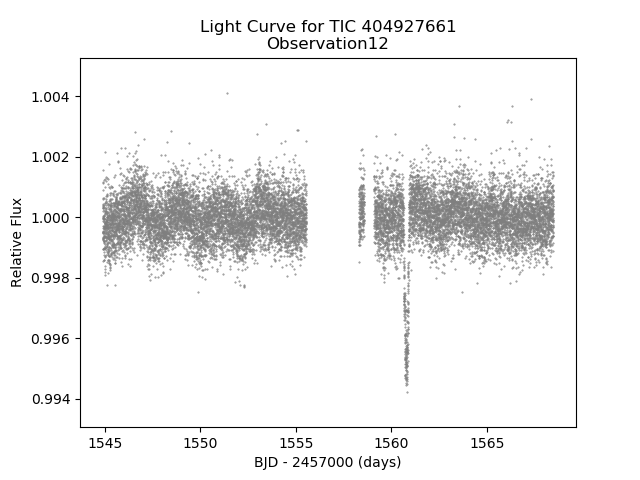 Light Curve for TIC 404927661
Observation12
1.004
1.002
1.000
0.998
0.996
0.994
Relative Flux
1545
1550
1555
1560
1565
BJD - 2457000 (days)